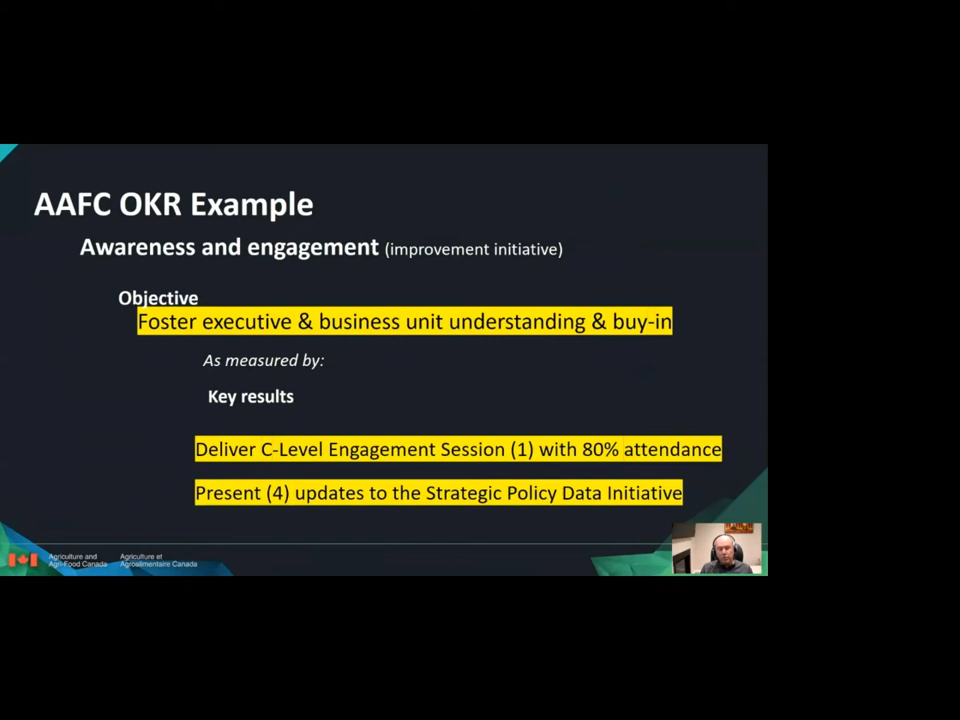 AAFC OKR Example
Awareness and engagement (improvement initiative)
Objective
Foster executive & business unit understanding & buy-in
As measured by:
Key results
Deliver C-Level Engagement Session (1) with 80% attendance
Present (4) updates to the Strategic Policy Data Initiative
Agriculture and
Agri-Food Canada
Agriculture et
Agroalimentaire Canada